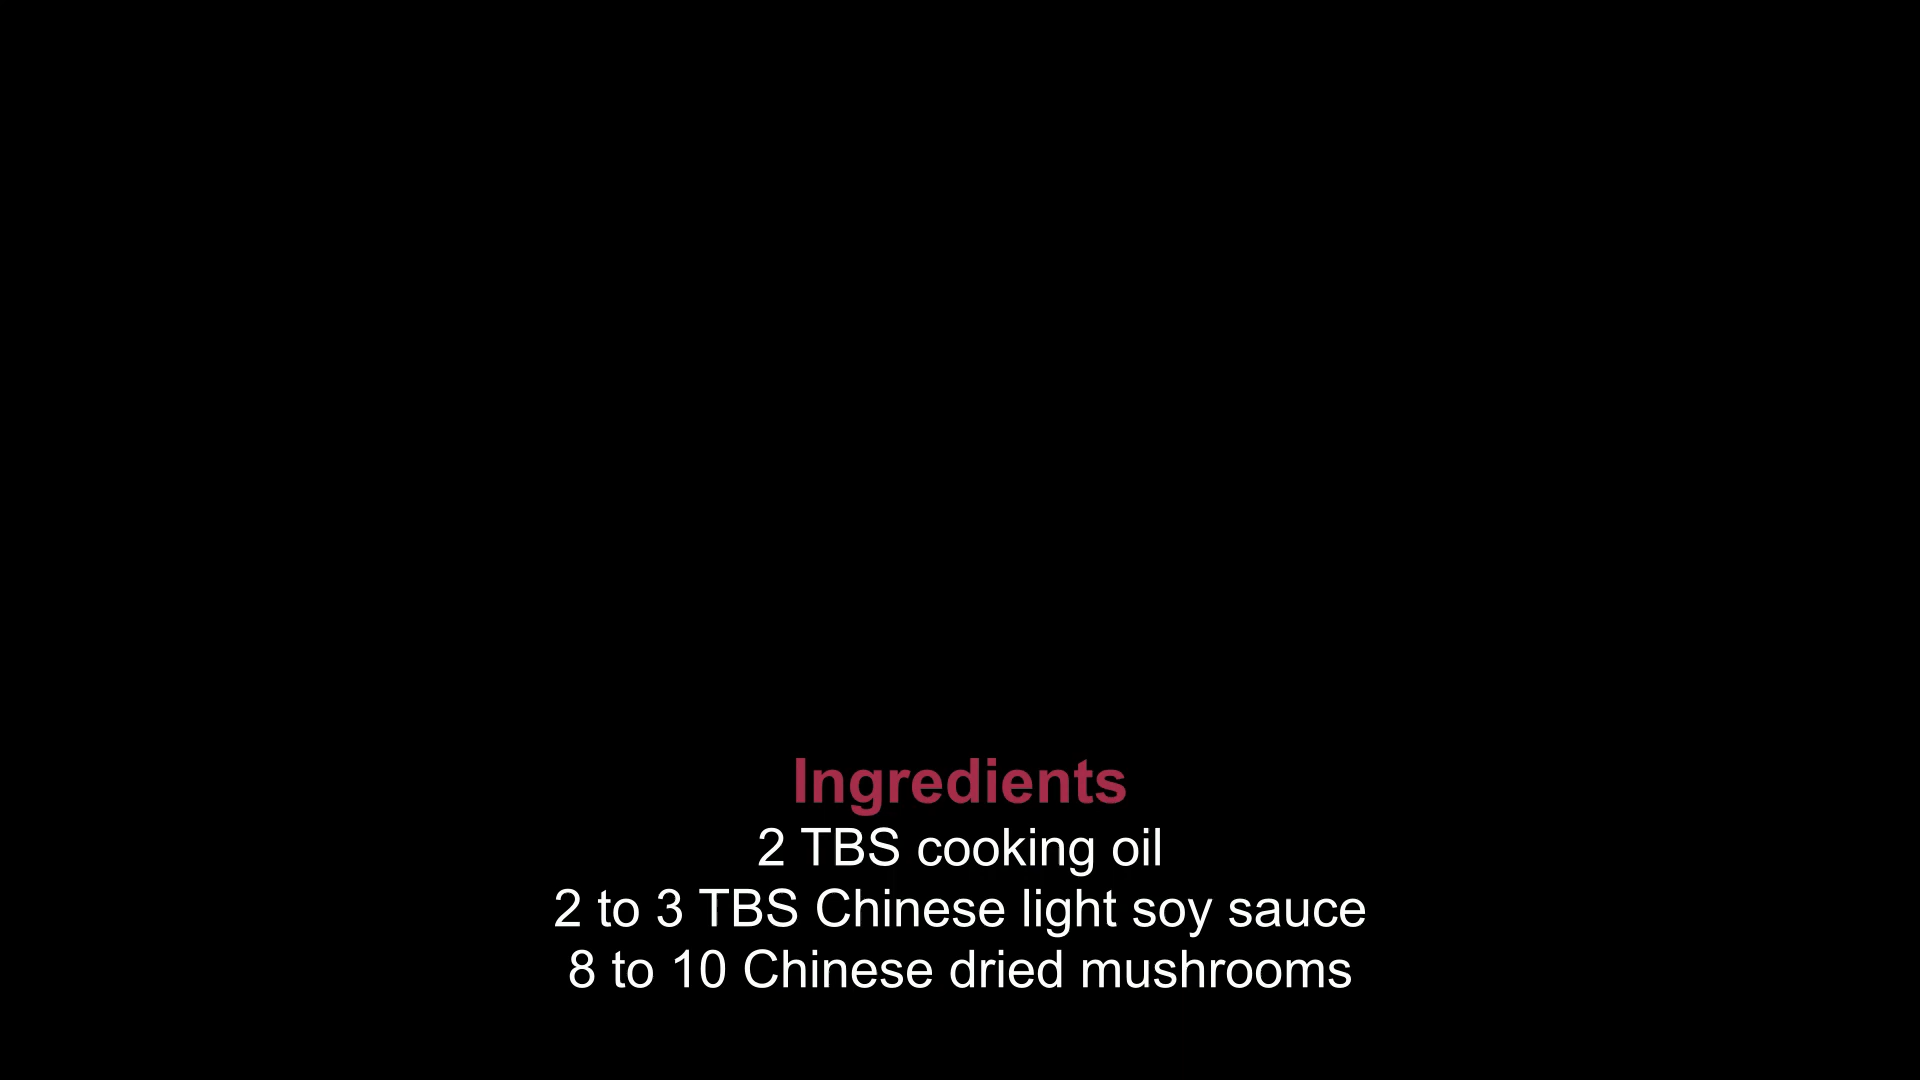 Ingredients
2 TBS cooking oil
2 to 3 TBS Chinese light soy sauce
8 to 10 Chinese dried mushrooms